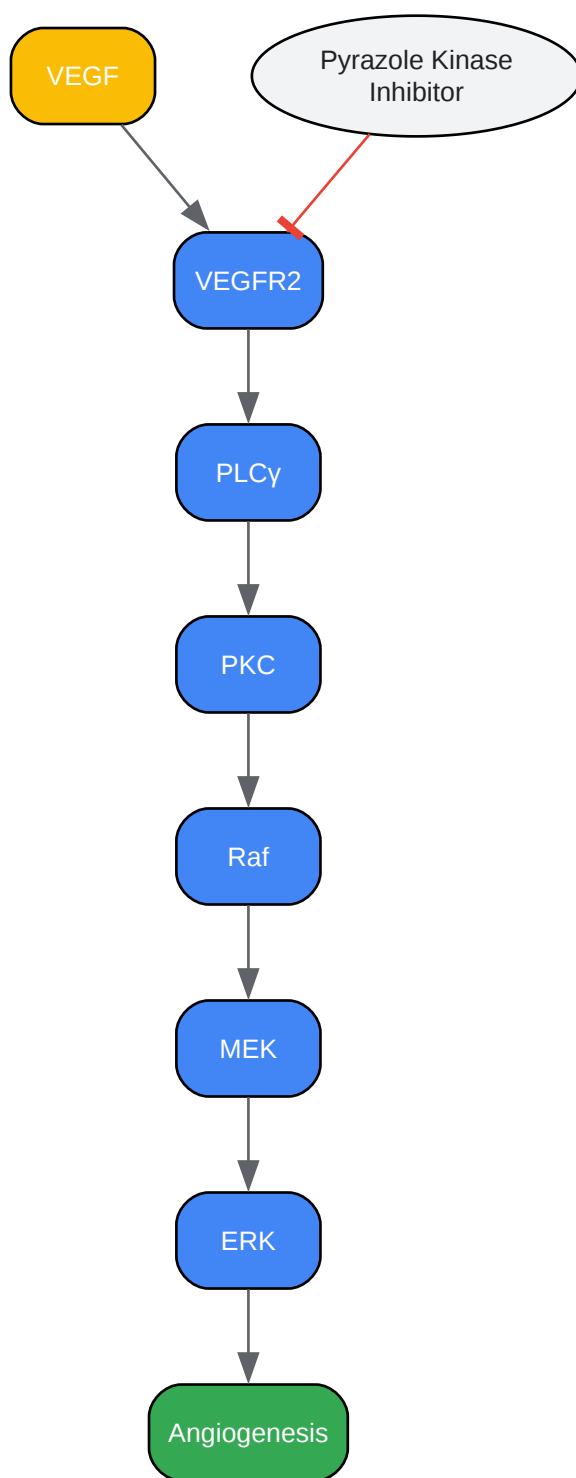 VEGF
Pyrazole Kinase
Inhibitor
VEGFR2
PLCγ
PKC
Raf
MEK
ERK
Angiogenesis